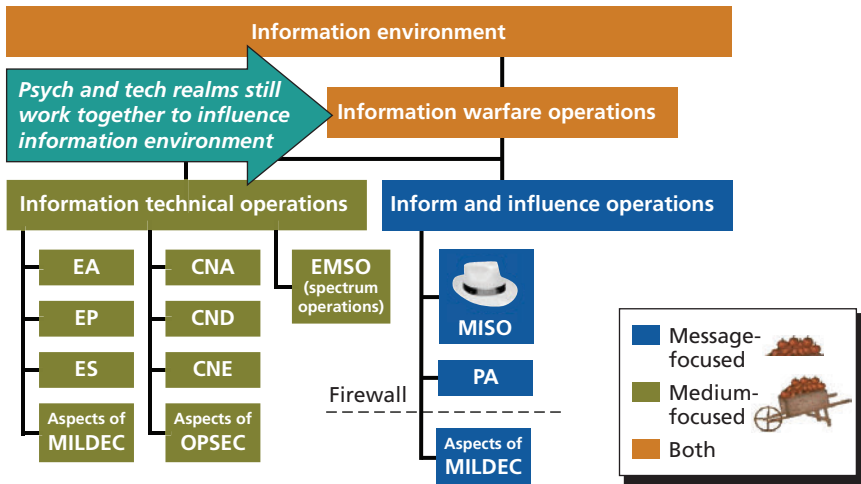 Information environment
Psych and tech realms still
work together to influence
information environment
Information warfare operations
Information technical operations
Inform and influence operations
EA
EP
ES
Aspects of
MILDEC
CNA
CND
CNE
Aspects of
OPSEC
EMSO
(spectrum
operations)
MISO
PA
Firewall
Aspects of
MILDEC
Message-
focused
Medium-
focused
Both